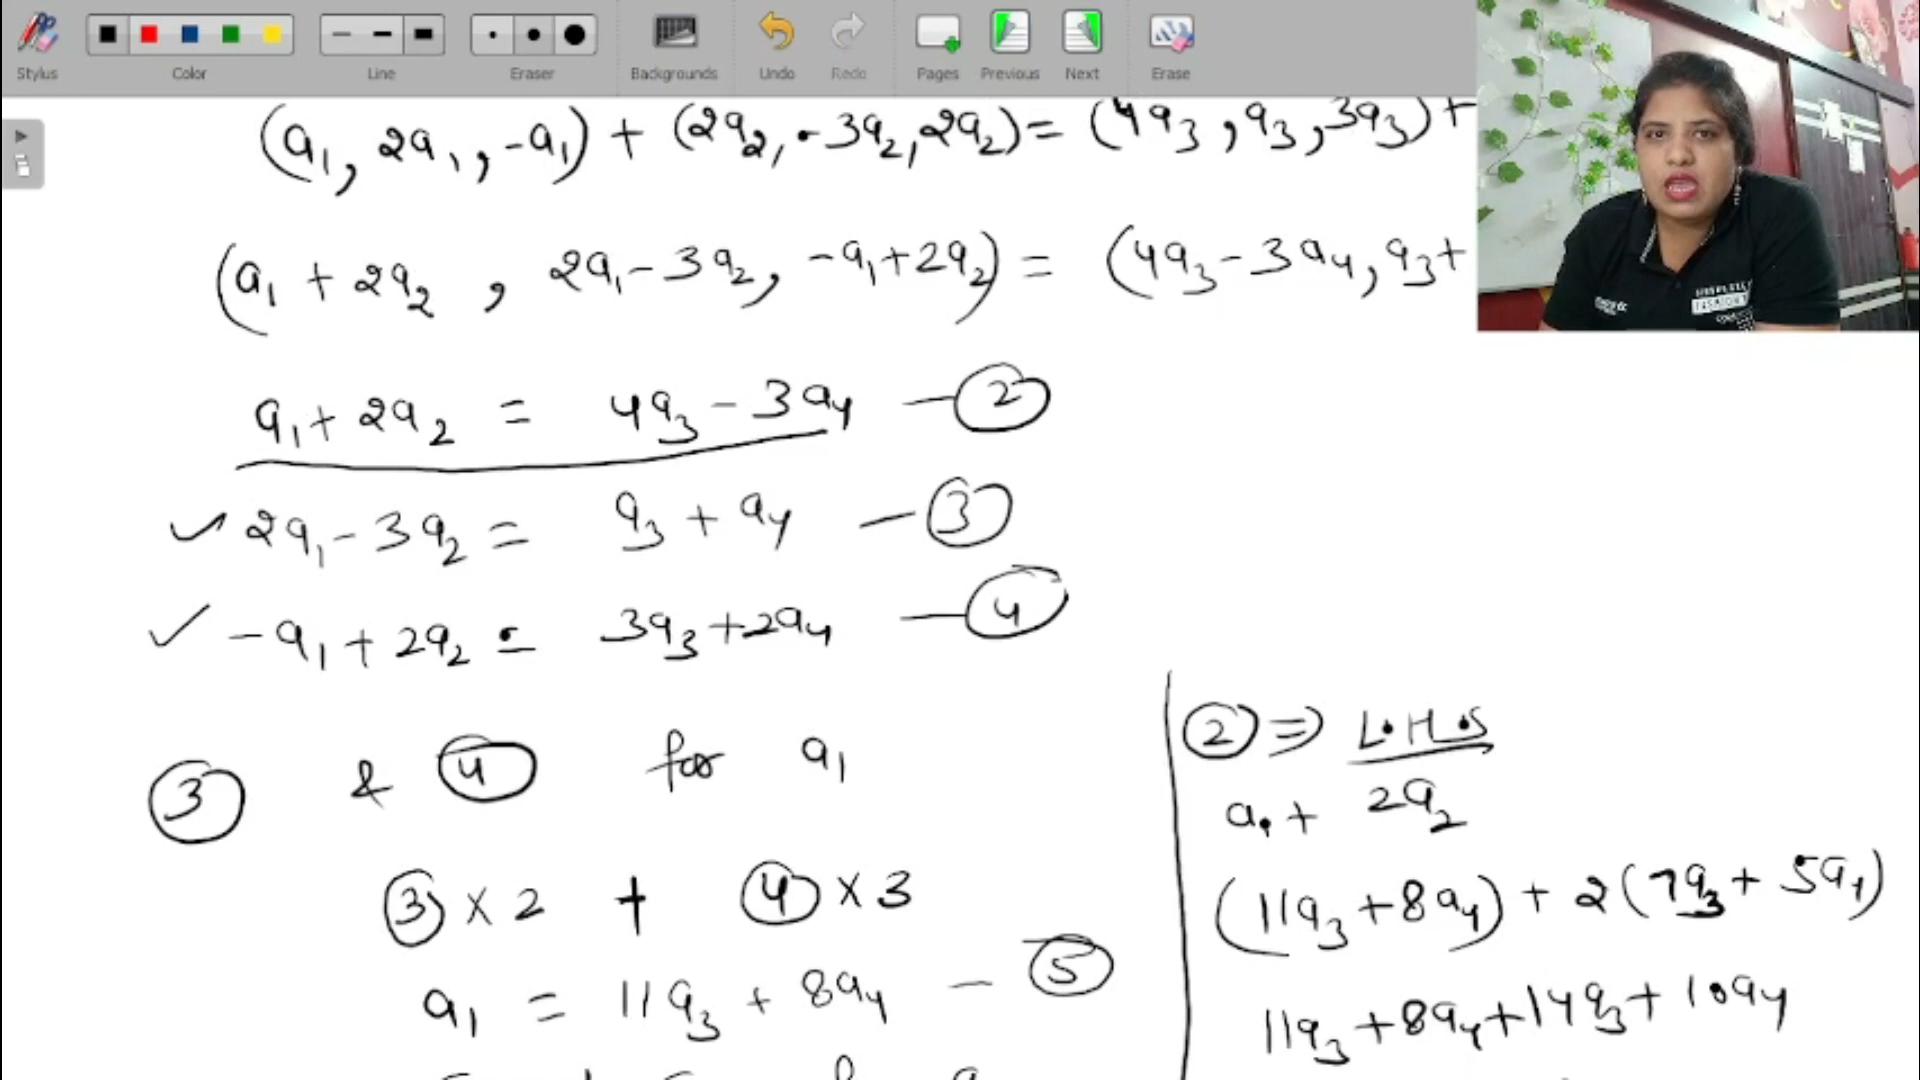 Stylus Color Line Eraser Backgrounds Undo Redo Pages Previous Next Erase
(a₁, 2a₁, -a₁) + (2a₂, -3a₂, 2a₂) = (4a₃, a₃, 3a₃) +
(a₁ + 2a₂, 2a₁ - 3a₂, -a₁ + 2a₂) = (4a₃ - 3a₄, a₃ +
a₁ + 2a₂ = 4a₃ - 3a₄ — ②
✓ 2a₁ - 3a₂ = a₃ + a₄ — ③
✓ -a₁ + 2a₂ = 3a₃ + 2a₄ — ④
③ & ④ for a₁
③ × 2 + ④ × 3
a₁ = 11a₃ + 8a₄ — ⑤
② ⇒ L.H.S
a₁ + 2a₂
(11a₃ + 8a₄) + 2(7a₃ + 5a₄)
11a₃ + 8a₄ + 14a₃ + 10a₄